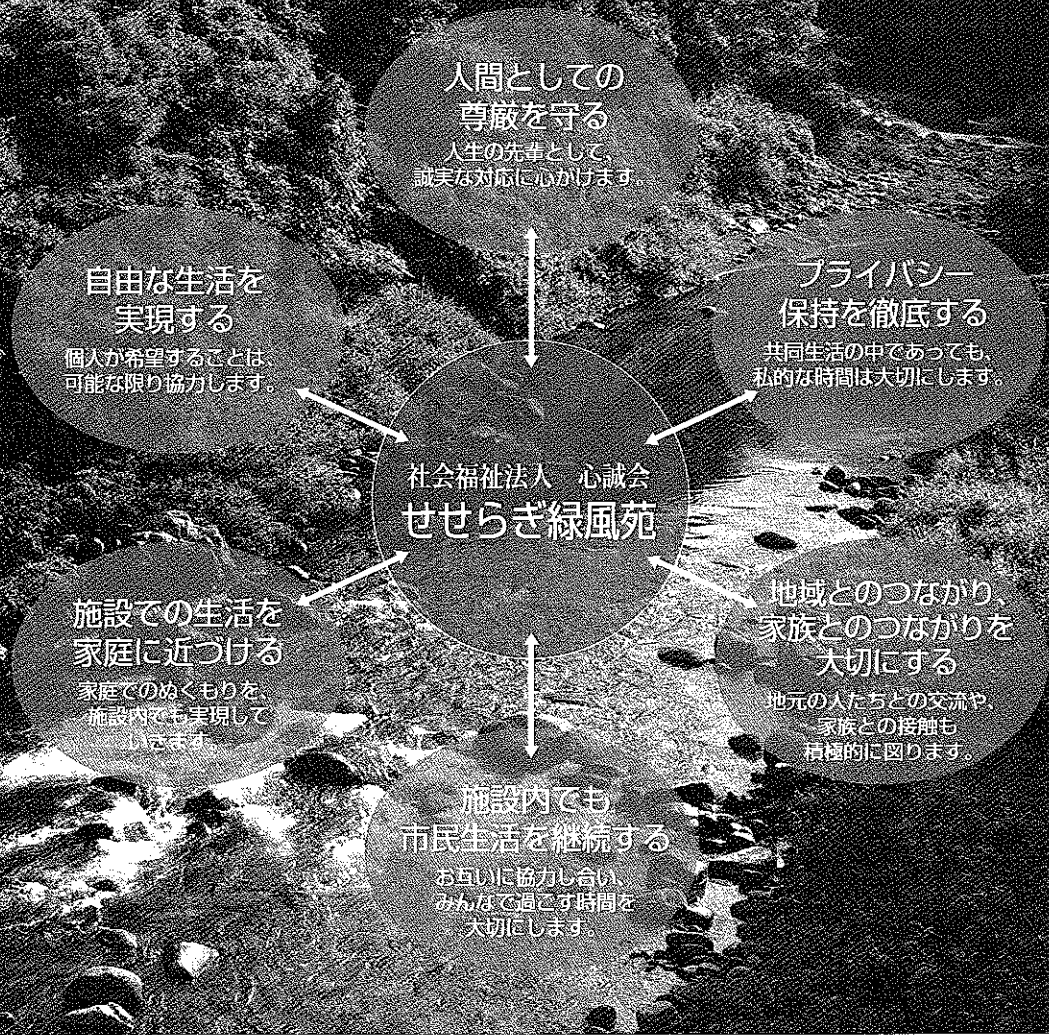 人間としての
尊厳を守る
人生の先輩として、
誠実な対応に心かけます。
自由な生活を
実現する
個人が希望することは、
可能な限り協力します。
プライバシー
保持を徹底する
共同生活の中であっても、
私的な時間は大切にします。
社会福祉法人　心誠会
せせらぎ緑風苑
施設での生活を
家庭に近づける
家庭でのぬくもりを、
施設内でも実現して
いきます。
地域とのつながり、
家族とのつながりを
大切にする
地元の人たちとの交流や、
家族との接触も
積極的に図ります。
施設内でも
市民生活を継続する
お互いに協力し合い、
みんなで過ごす時間を
大切にします。